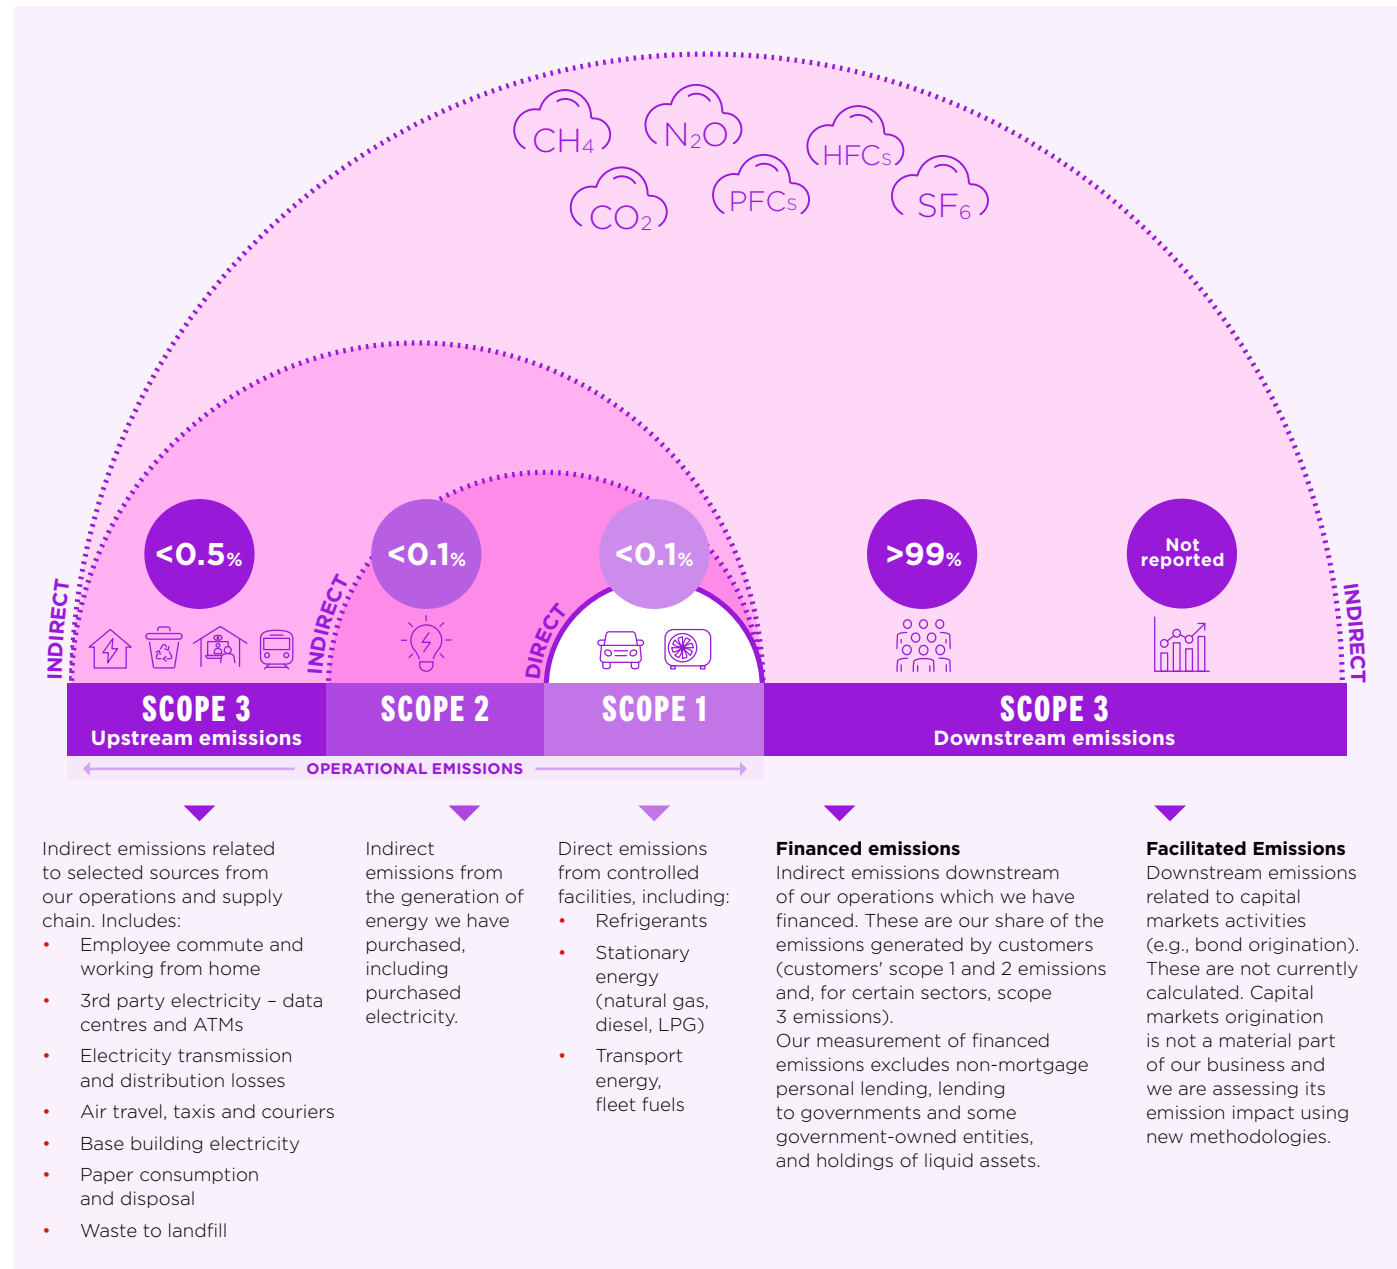 CH4
N2O
HFCs
CO2
PFCs
SF6
<0.5%
<0.1%
<0.1%
>99%
Not
reported
INDIRECT
INDIRECT
DIRECT
INDIRECT
SCOPE 3
Upstream emissions
SCOPE 2
SCOPE 1
SCOPE 3
Downstream emissions
OPERATIONAL EMISSIONS
Indirect emissions related
to selected sources from
our operations and supply
chain. Includes:
• Employee commute and
working from home
• 3rd party electricity – data
centres and ATMs
• Electricity transmission
and distribution losses
• Air travel, taxis and couriers
• Base building electricity
• Paper consumption
and disposal
• Waste to landfill
Indirect
emissions from
the generation of
energy we have
purchased,
including
purchased
electricity.
Direct emissions
from controlled
facilities, including:
• Refrigerants
• Stationary
energy
(natural gas,
diesel, LPG)
• Transport
energy,
fleet fuels
Financed emissions
Indirect emissions downstream
of our operations which we have
financed. These are our share of the
emissions generated by customers
(customers' scope 1 and 2 emissions
and, for certain sectors, scope
3 emissions).
Our measurement of financed
emissions excludes non-mortgage
personal lending, lending
to governments and some
government-owned entities,
and holdings of liquid assets.
Facilitated Emissions
Downstream emissions
related to capital
markets activities
(e.g., bond origination).
These are not currently
calculated. Capital
markets origination
is not a material part
of our business and
we are assessing its
emission impact using
new methodologies.